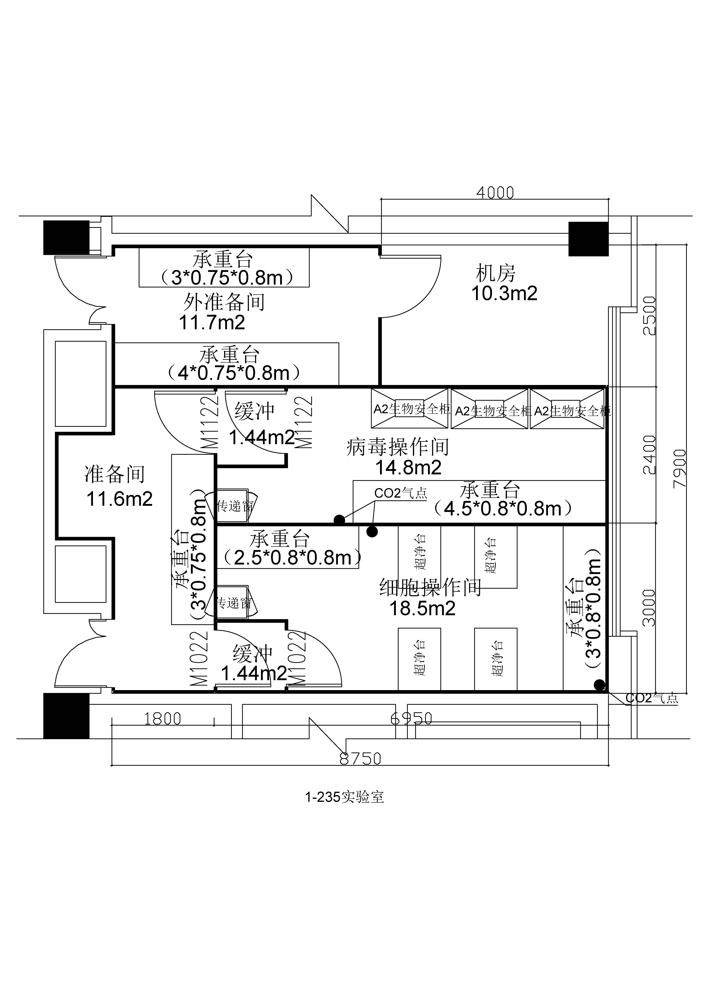 4000
承重台
（3*0.75*0.8m）
机房
10.3m2
外准备间
11.7m2
2500
承重台
（4*0.75*0.8m）
M1122
缓冲
1.44m2
M1122
A2生物安全柜
A2生物安全柜
A2生物安全柜
病毒操作间
14.8m2
2400
7900
准备间
11.6m2
承重台
（3*0.75*0.8m）
传递窗
CO2气点
承重台
（4.5*0.8*0.8m）
承重台
（2.5*0.8*0.8m）
超净台
超净台
传递窗
细胞操作间
18.5m2
承重台
（3*0.8*0.8m）
3000
M1022
缓冲
1.44m2
M1022
超净台
超净台
CO2气点
1800
6950
8750
1-235实验室